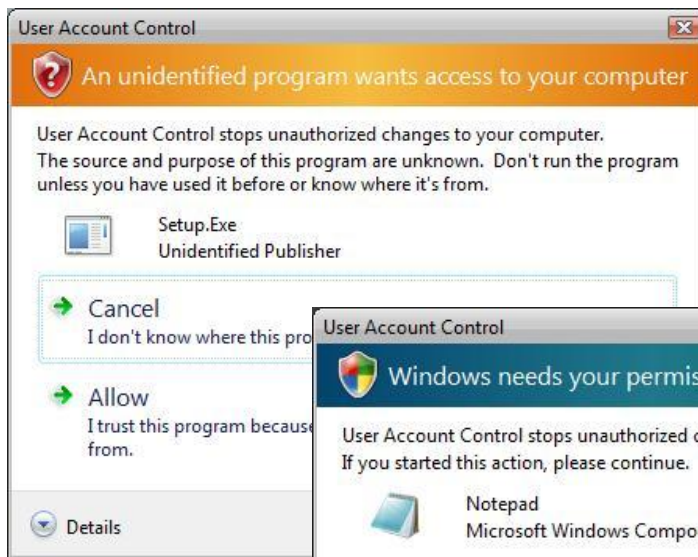 User Account Control
An unidentified program wants access to your computer
User Account Control stops unauthorized changes to your computer.
The source and purpose of this program are unknown. Don't run the program
unless you have used it before or know where it's from.
Setup.Exe
Unidentified Publisher
Cancel
I don't know where this pro
Allow
I trust this program because
from.
Details
User Account Control
Windows needs your permis
User Account Control stops unauthorized
If you started this action, please continue.
Notepad
Microsoft Windows Compo